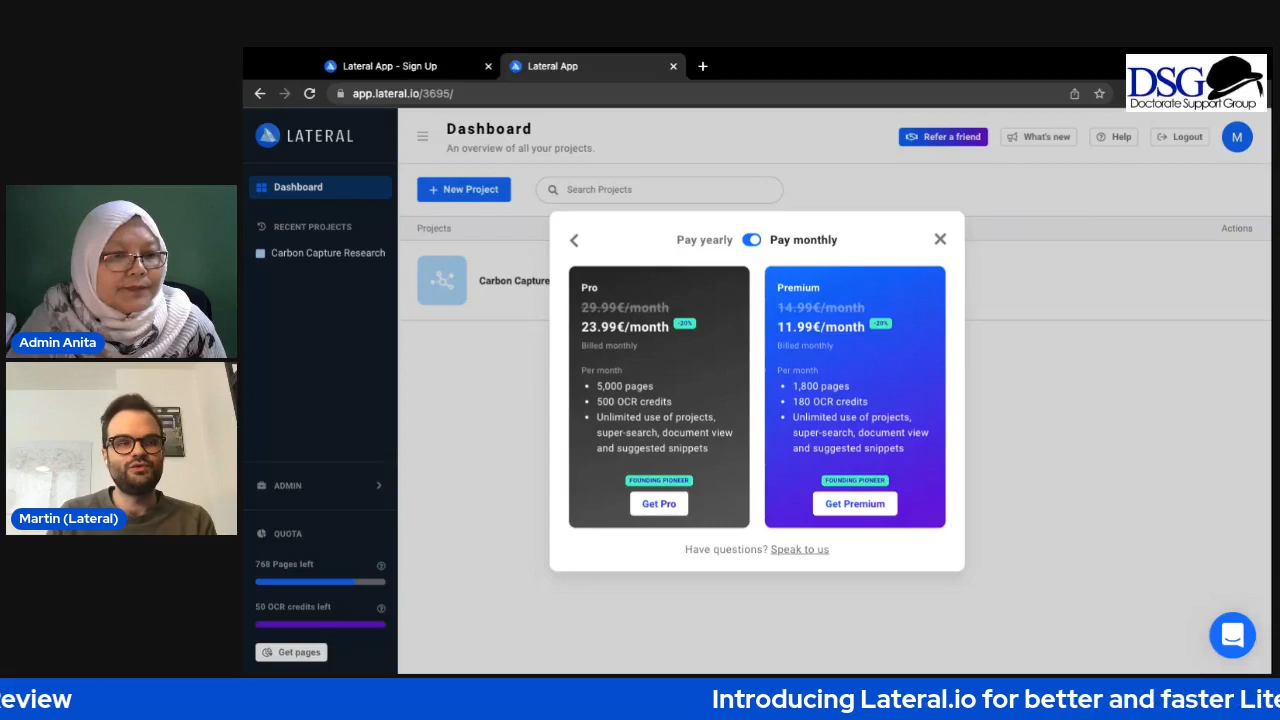 Lateral App - Sign Up
Lateral App
app.lateral.io/3695/
DSG
Doctorate Support Group
LATERAL
Dashboard
An overview of all your projects.
Refer a friend
What's new
Help
Logout
M
Dashboard
New Project
Search Projects
RECENT PROJECTS
Carbon Capture Research
Projects
Actions
Carbon Capture
Pay yearly
Pay monthly
Pro
29.99€/month
23.99€/month -20%
Billed monthly
Per month
• 5,000 pages
• 500 OCR credits
• Unlimited use of projects,
super-search, document view
and suggested snippets
FOUNDING PIONEER
Get Pro
Premium
14.99€/month
11.99€/month -20%
Billed monthly
Per month
• 1,800 pages
• 180 OCR credits
• Unlimited use of projects,
super-search, document view
and suggested snippets
FOUNDING PIONEER
Get Premium
Have questions? Speak to us
ADMIN
QUOTA
768 Pages left
50 OCR credits left
Get pages
Admin Anita
Martin (Lateral)
eview
Introducing Lateral.io for better and faster Lite